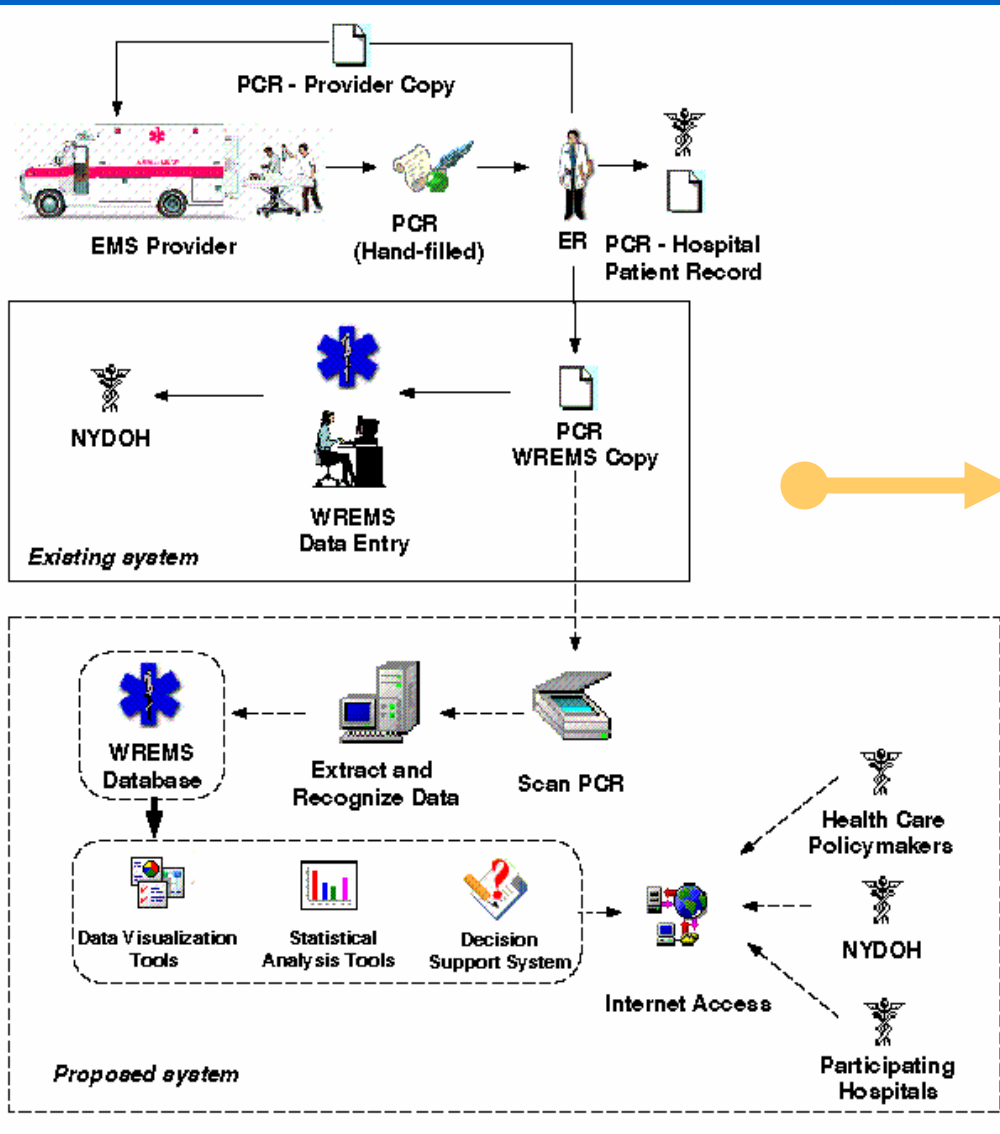 PCR - Provider Copy
EMS Provider
PCR
(Hand-filled)
ER
PCR - Hospital
Patient Record
NYDOH
WREMS
Data Entry
PCR
WREMS Copy
Existing system
WREMS
Database
Extract and
Recognize Data
Scan PCR
Health Care
Policymakers
Data Visualization
Tools
Statistical
Analysis Tools
Decision
Support System
Internet Access
NYDOH
Participating
Hospitals
Proposed system